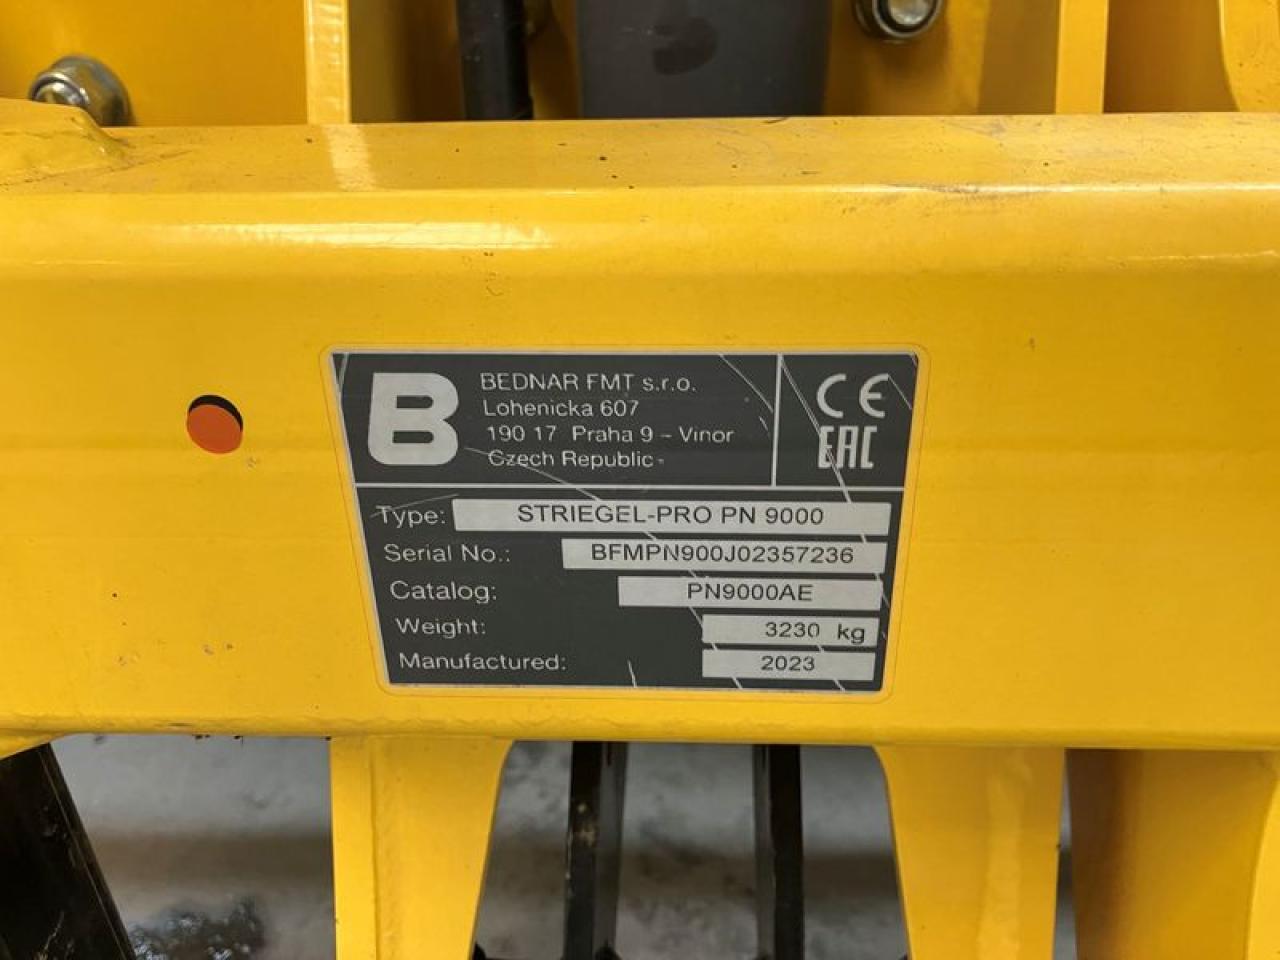 B
BEDNAR FMT s.r.o.
Lohenicka 607
190 17 Praha 9 - Vinor
Czech Republic
CE
EAC
Type: STRIEGEL-PRO PN 9000
Serial No.: BFMPN900J02357236
Catalog: PN9000AE
Weight: 3230 kg
Manufactured: 2023